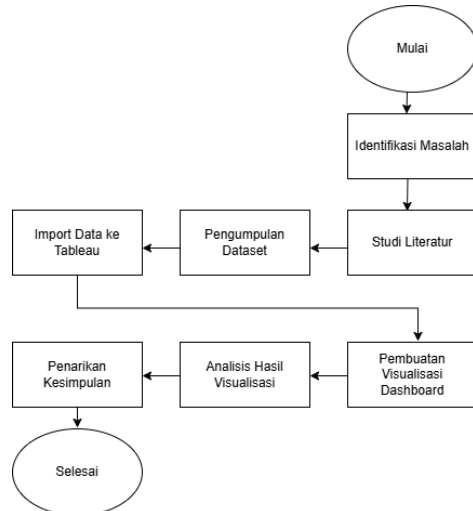 Mulai
Identifikasi Masalah
Studi Literatur
Pengumpulan
Dataset
Import Data ke
Tableau
Pembuatan
Visualisasi
Dashboard
Analisis Hasil
Visualisasi
Penarikan
Kesimpulan
Selesai